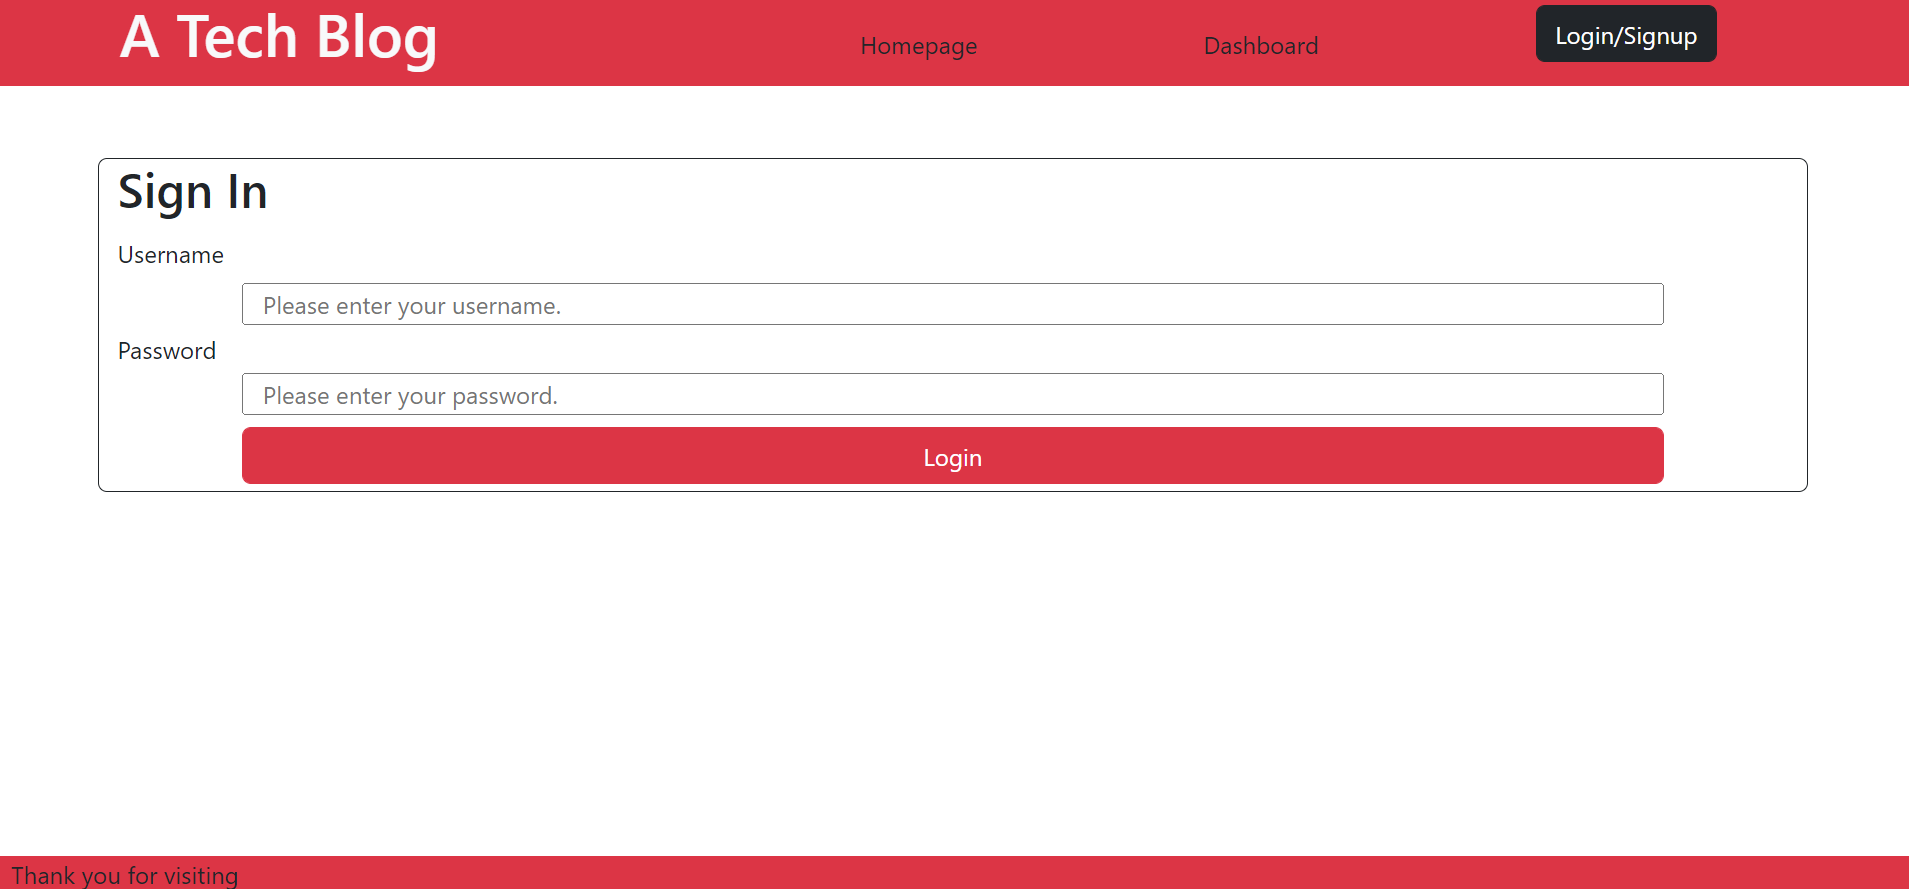 A Tech Blog
Homepage
Dashboard
Login/Signup
Sign In
Username
Please enter your username.
Password
Please enter your password.
Login
Thank you for visiting